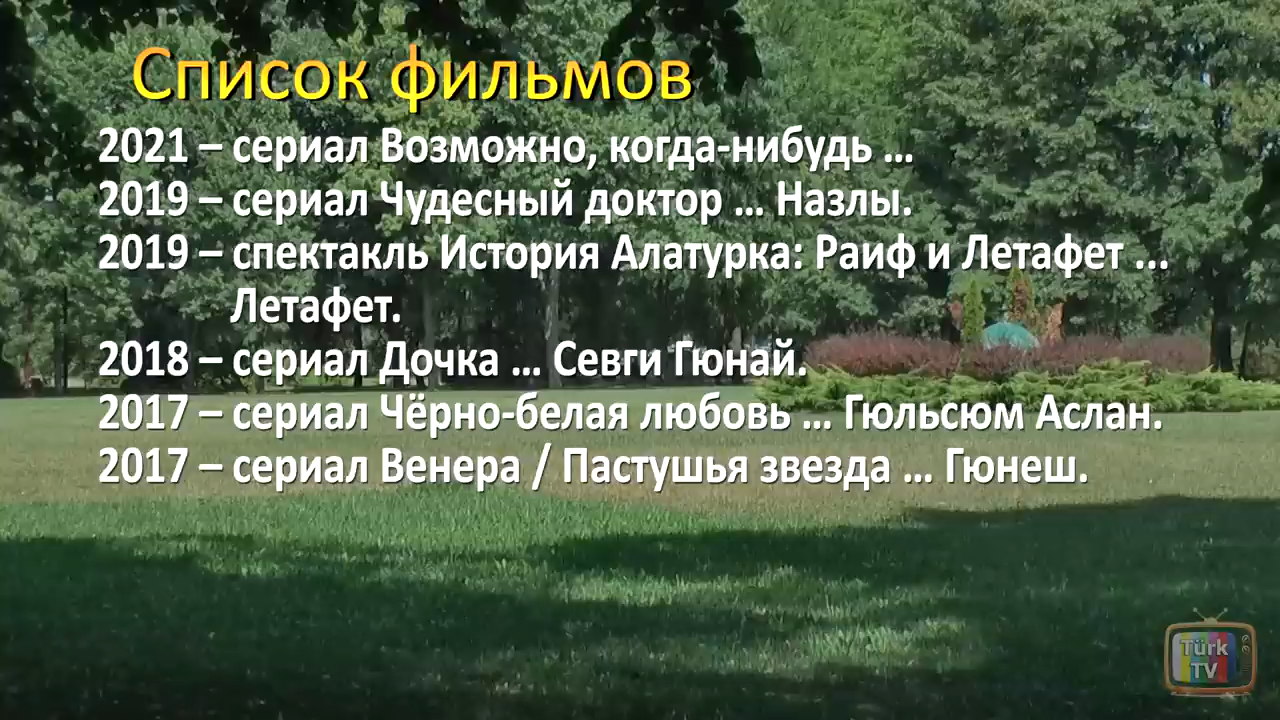 Список фильмов
2021 – сериал Возможно, когда-нибудь ...
2019 – сериал Чудесный доктор ... Назлы.
2019 – спектакль История Алатурка: Раиф и Летафет ...
Летафет.
2018 – сериал Дочка ... Севги Гюнай.
2017 – сериал Чёрно-белая любовь ... Гюльсюм Аслан.
2017 – сериал Венера / Пастушья звезда ... Гюнеш.
Türk
TV